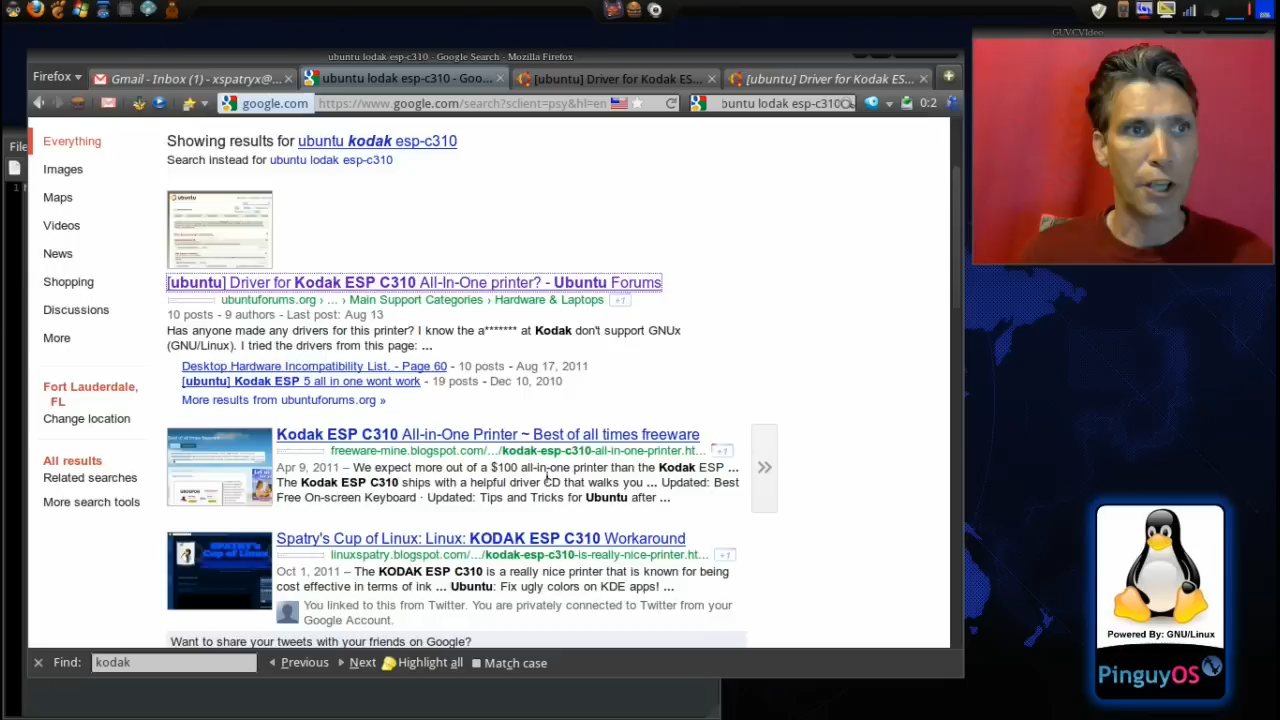 ubuntu lodak esp-c310 - Google Search - Mozilla Firefox
GUVCVideo
Firefox
Gmail - Inbox (1) - xspatryx@...
ubuntu lodak esp-c310 - Goo...
[ubuntu] Driver for Kodak ES...
[ubuntu] Driver for Kodak ES...
google.com
https://www.google.com/search?sclient=psy&hl=en
buntu lodak esp-c310
0:2
File
1
Everything
Images
Maps
Videos
News
Shopping
Discussions
More
Fort Lauderdale,
FL
Change location
All results
Related searches
More search tools
Showing results for ubuntu kodak esp-c310
Search instead for ubuntu lodak esp-c310
[ubuntu] Driver for Kodak ESP C310 All-In-One printer? - Ubuntu Forums
ubuntuforums.org › ... › Main Support Categories › Hardware & Laptops +1
10 posts - 9 authors - Last post: Aug 13
Has anyone made any drivers for this printer? I know the a******* at Kodak don't support GNUx
(GNU/Linux). I tried the drivers from this page: ...
Desktop Hardware Incompatibility List. - Page 60 - 10 posts - Aug 17, 2011
[ubuntu] Kodak ESP 5 all in one wont work - 19 posts - Dec 10, 2010
More results from ubuntuforums.org »
Kodak ESP C310 All-in-One Printer ~ Best of all times freeware
freeware-mine.blogspot.com/.../kodak-esp-c310-all-in-one-printer.ht... +1
Apr 9, 2011 – We expect more out of a $100 all-in-one printer than the Kodak ESP ...
The Kodak ESP C310 ships with a helpful driver CD that walks you ... Updated: Best
Free On-screen Keyboard · Updated: Tips and Tricks for Ubuntu after ...
Spatry's Cup of Linux: Linux: KODAK ESP C310 Workaround
linuxspatry.blogspot.com/.../kodak-esp-c310-is-really-nice-printer.ht... +1
Oct 1, 2011 – The KODAK ESP C310 is a really nice printer that is known for being
cost effective in terms of ink ... Ubuntu: Fix ugly colors on KDE apps! ...
You linked to this from Twitter. You are privately connected to Twitter from your
Google Account.
Want to share your tweets with your friends on Google?
Find: kodak Previous Next Highlight all Match case
Powered By: GNU/Linux
PinguyOS